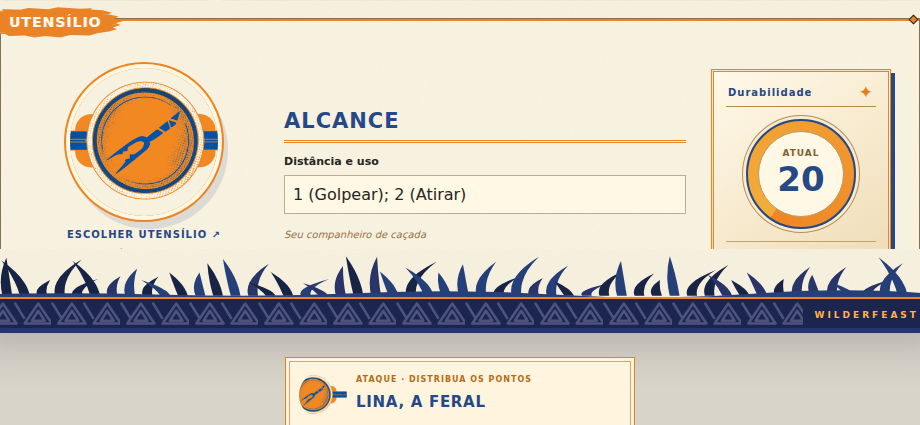 UTENSÍLIO
ALCANCE
Distância e uso
1 (Golpear); 2 (Atirar)
Seu companheiro de caçada
ESCOLHER UTENSÍLIO ↗
Durabilidade
ATUAL
20
WILDERFEAST
ATAQUE · DISTRIBUA OS PONTOS
LINA, A FERAL